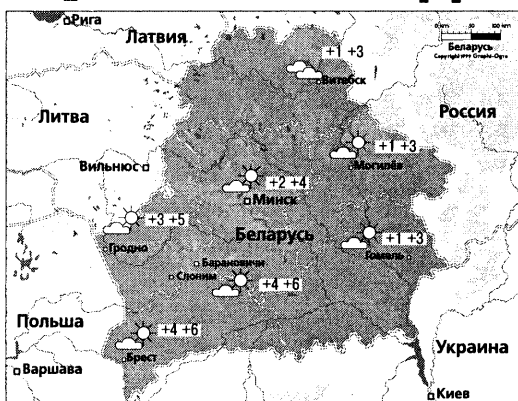 Рига
Латвия
+1 +3
Витебск
Беларусь
Литва
Россия
+1 +3
Могилёв
Вильнюс
+2 +4
Минск
+3 +5
Гродно
Беларусь
+1 +3
Гомель
Барановичи
Слоним
+4 +6
Польша
+4 +6
Брест
Варшава
Украина
Киев